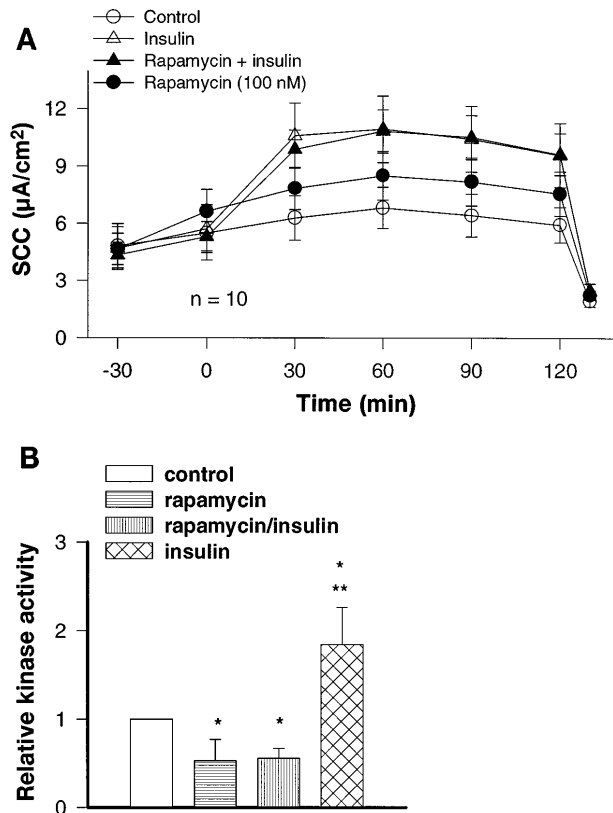 A
Control
Insulin
Rapamycin + insulin
Rapamycin (100 nM)
SCC (µA/cm²)
12
9
6
3
0
n = 10
-30 0 30 60 90 120
Time (min)
B
control
rapamycin
rapamycin/insulin
insulin
Relative kinase activity
3
2
1
0
*
*
*
**